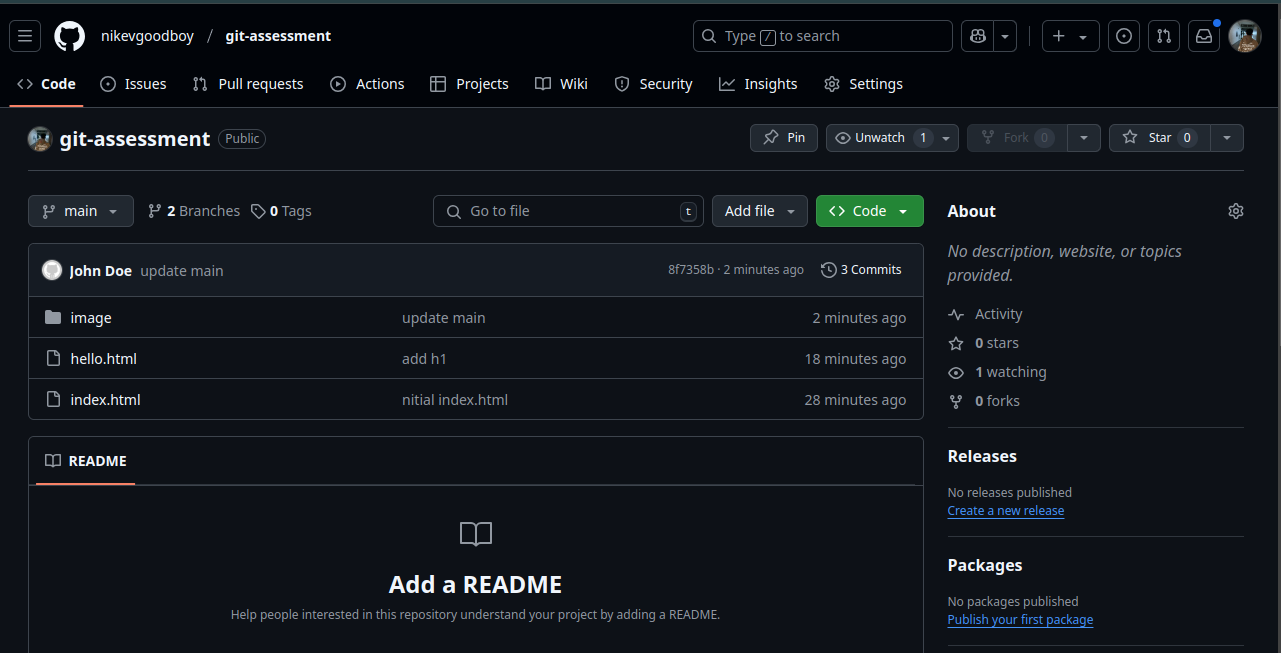 nikevgoodboy / git-assessment Type / to search
Code Issues Pull requests Actions Projects Wiki Security Insights Settings
git-assessment Public Pin Unwatch 1 Fork 0 Star 0
main 2 Branches 0 Tags Go to file t Add file Code
John Doe update main 8f7358b · 2 minutes ago 3 Commits
image update main 2 minutes ago
hello.html add h1 18 minutes ago
index.html nitial index.html 28 minutes ago
README
Add a README
Help people interested in this repository understand your project by adding a README.
About
No description, website, or topics
provided.
Activity
0 stars
1 watching
0 forks
Releases
No releases published
Create a new release
Packages
No packages published
Publish your first package